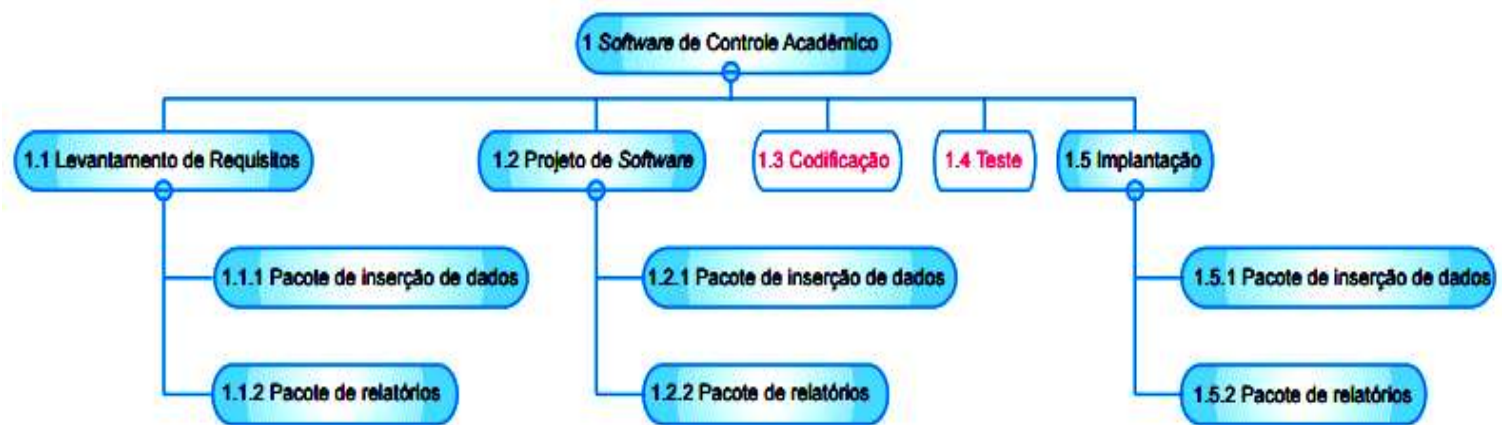 1 Software de Controle Acadêmico
1.1 Levantamento de Requisitos
1.2 Projeto de Software
1.3 Codificação
1.4 Teste
1.5 Implantação
1.1.1 Pacote de inserção de dados
1.2.1 Pacote de inserção de dados
1.5.1 Pacote de inserção de dados
1.1.2 Pacote de relatórios
1.2.2 Pacote de relatórios
1.5.2 Pacote de relatórios